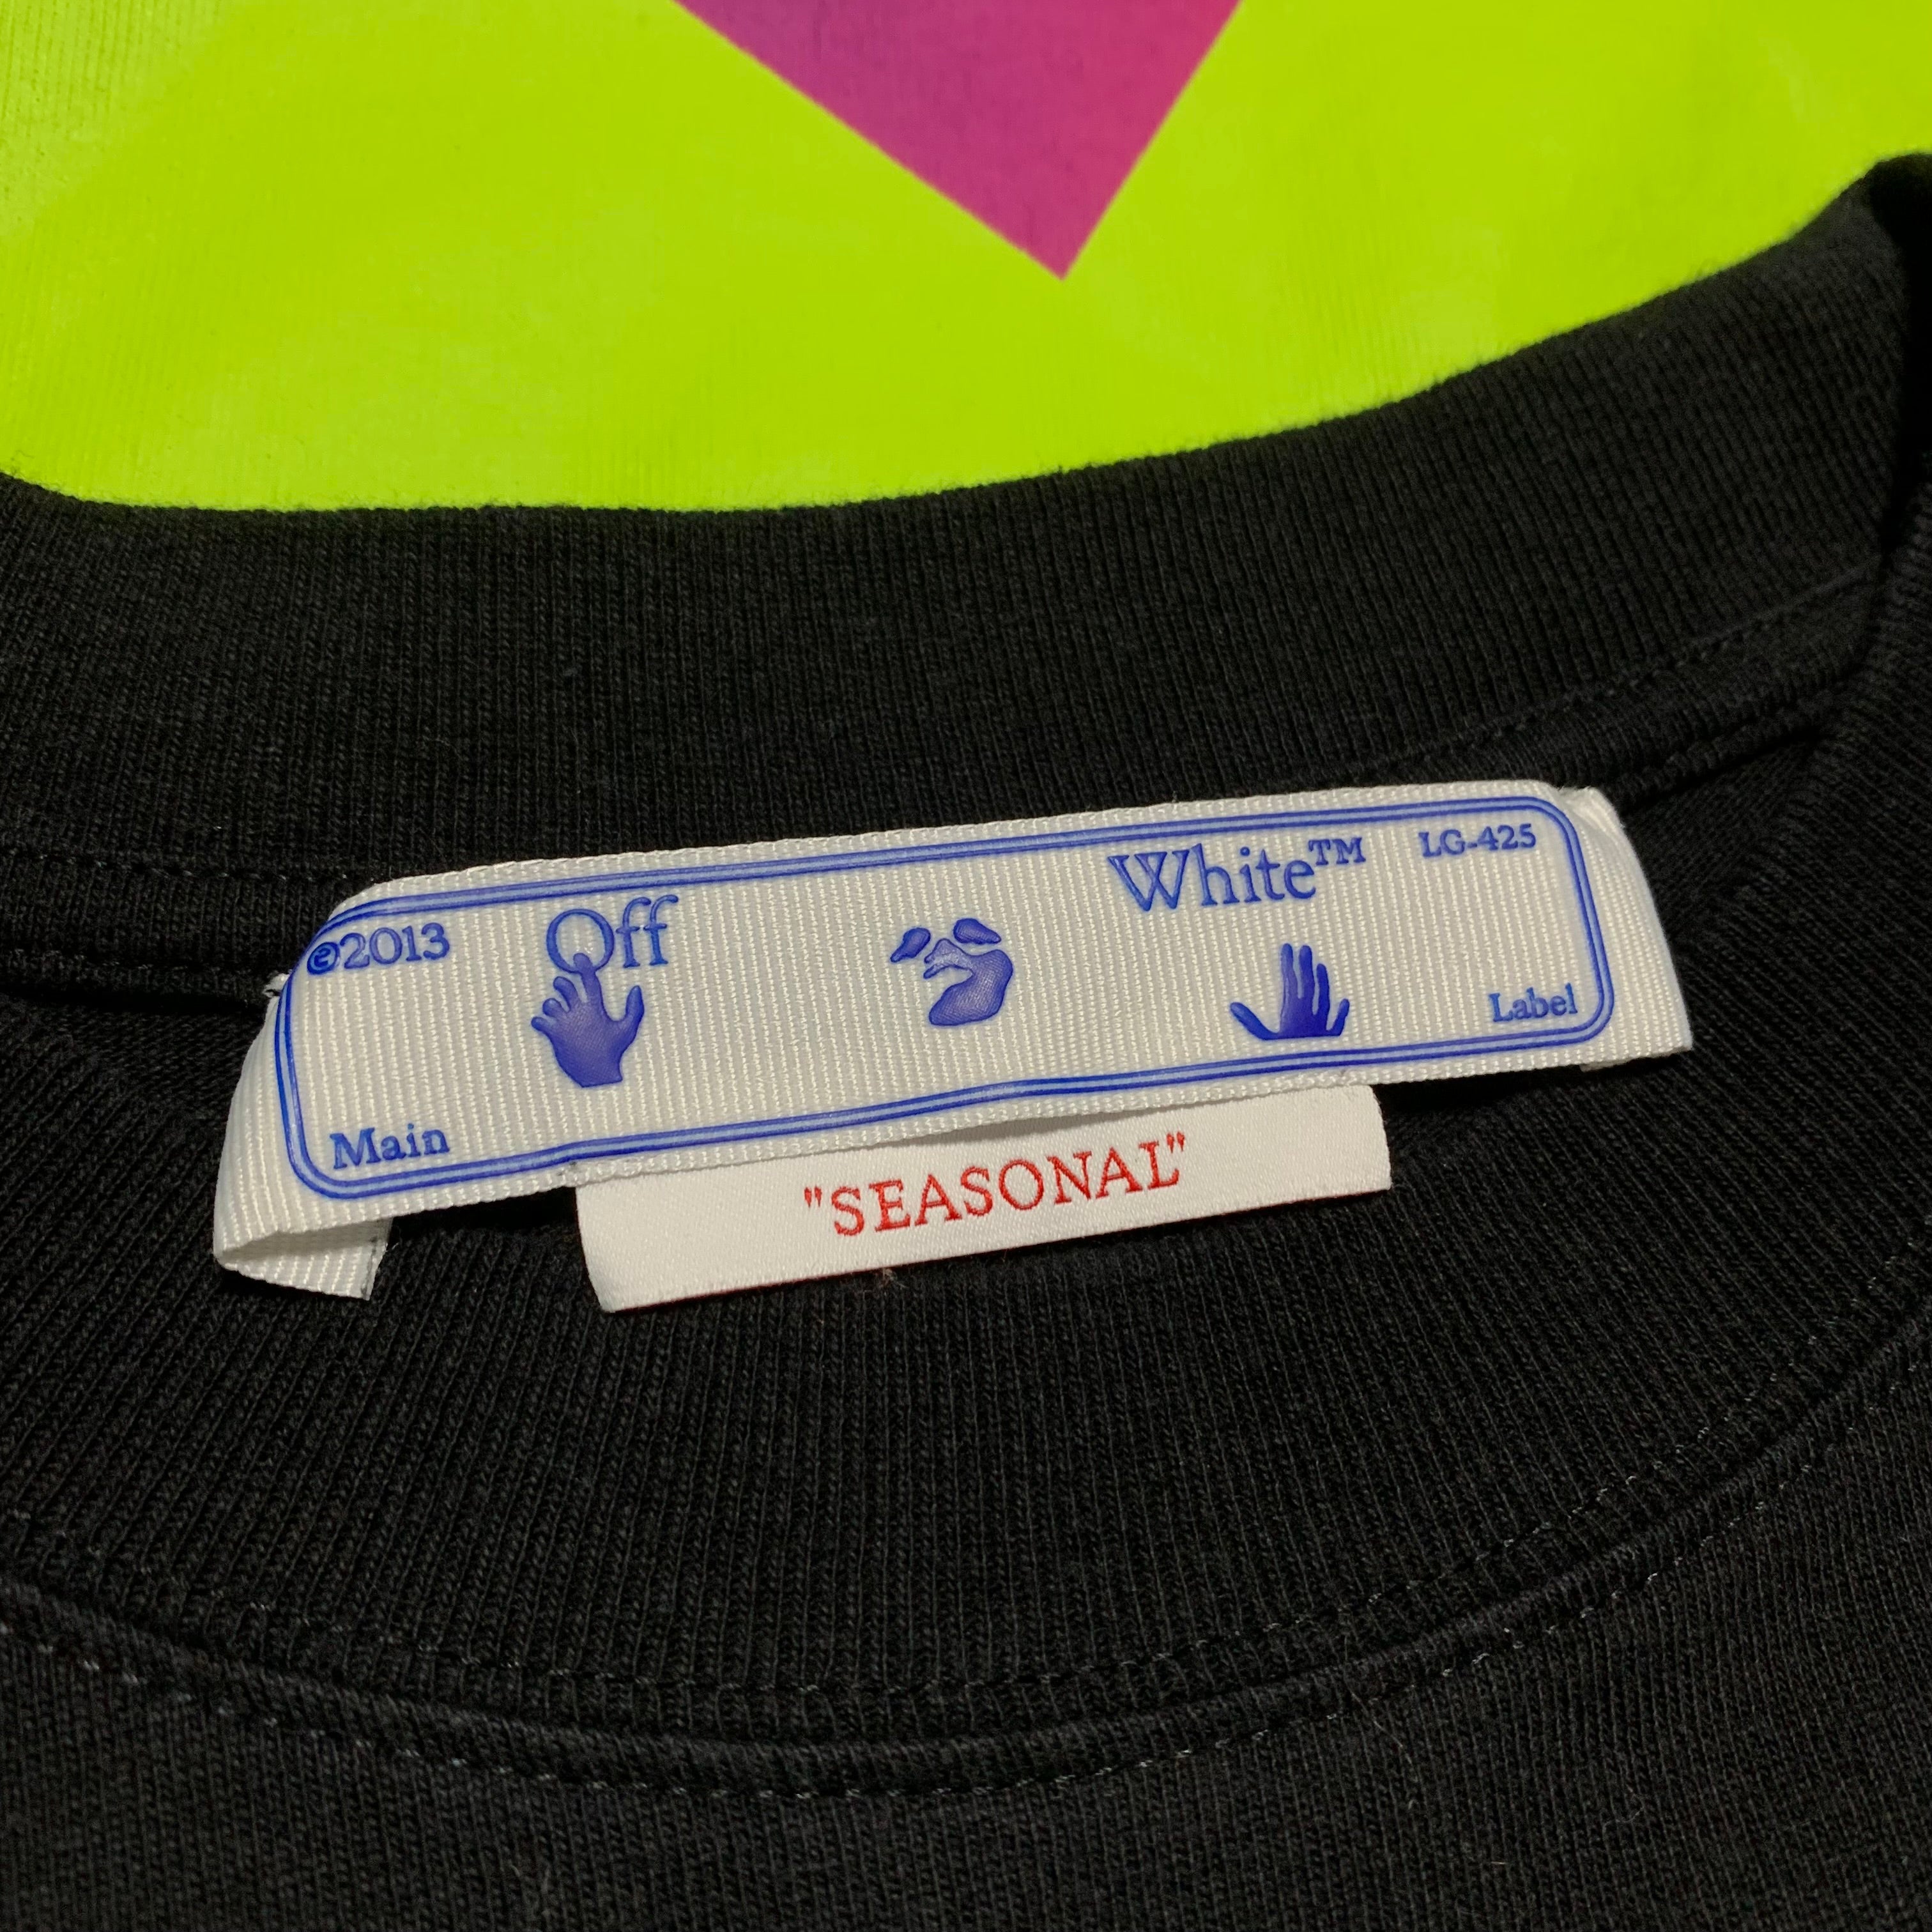 ©2013 Off White™ LG-425
Main Label
"SEASONAL"